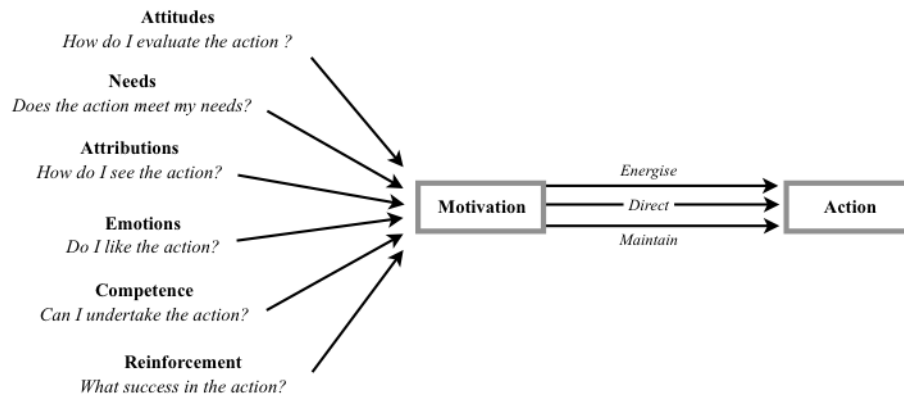 Attitudes
How do I evaluate the action ?
Needs
Does the action meet my needs?
Attributions
How do I see the action?
Emotions
Do I like the action?
Competence
Can I undertake the action?
Reinforcement
What success in the action?
Motivation
Energise
Direct
Maintain
Action